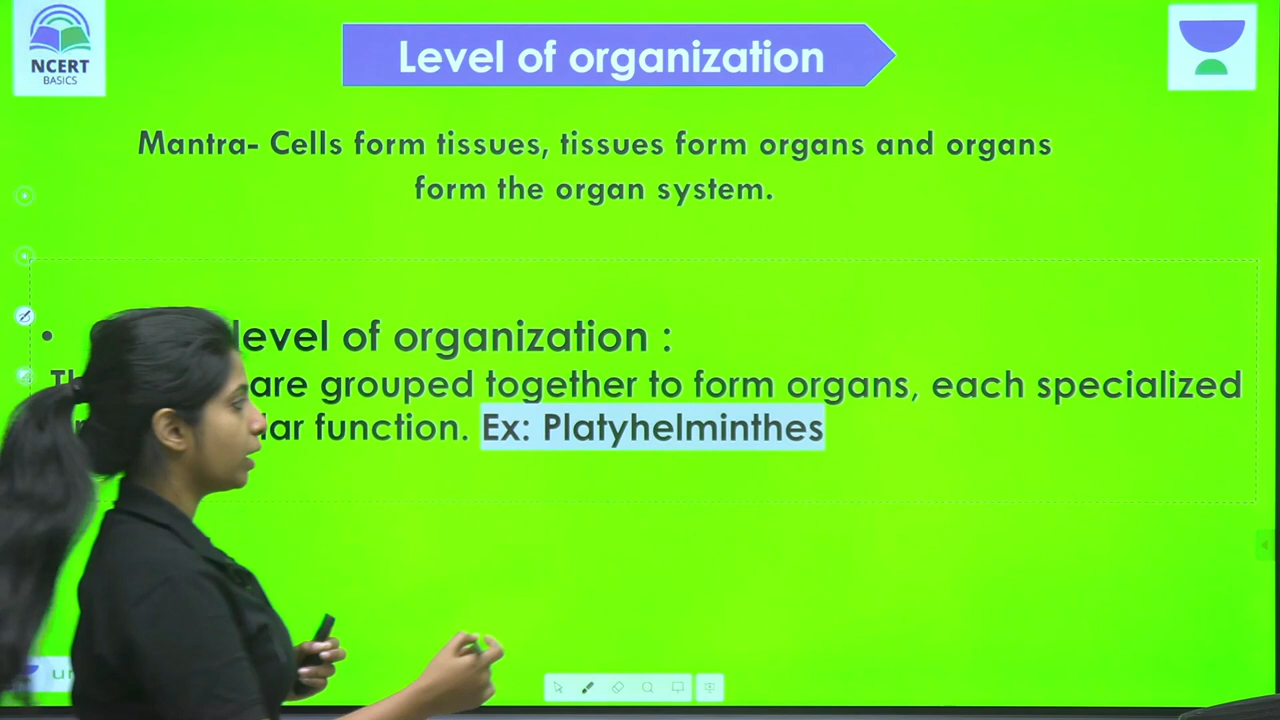 NCERT
BASICS
Level of organization
Mantra- Cells form tissues, tissues form organs and organs
form the organ system.
level of organization :
are grouped together to form organs, each specialized
function. Ex: Platyhelminthes